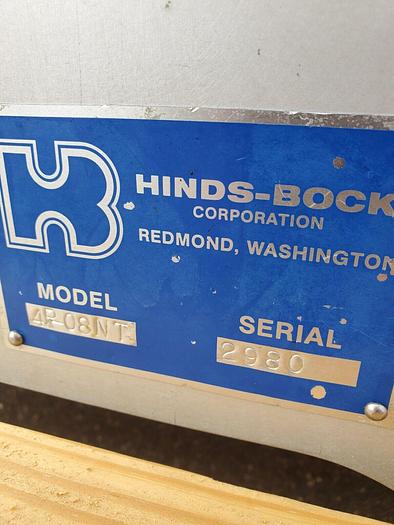 HINDS-BOCK
CORPORATION
REDMOND, WASHINGTON
MODEL
4P-08NT
SERIAL
2980